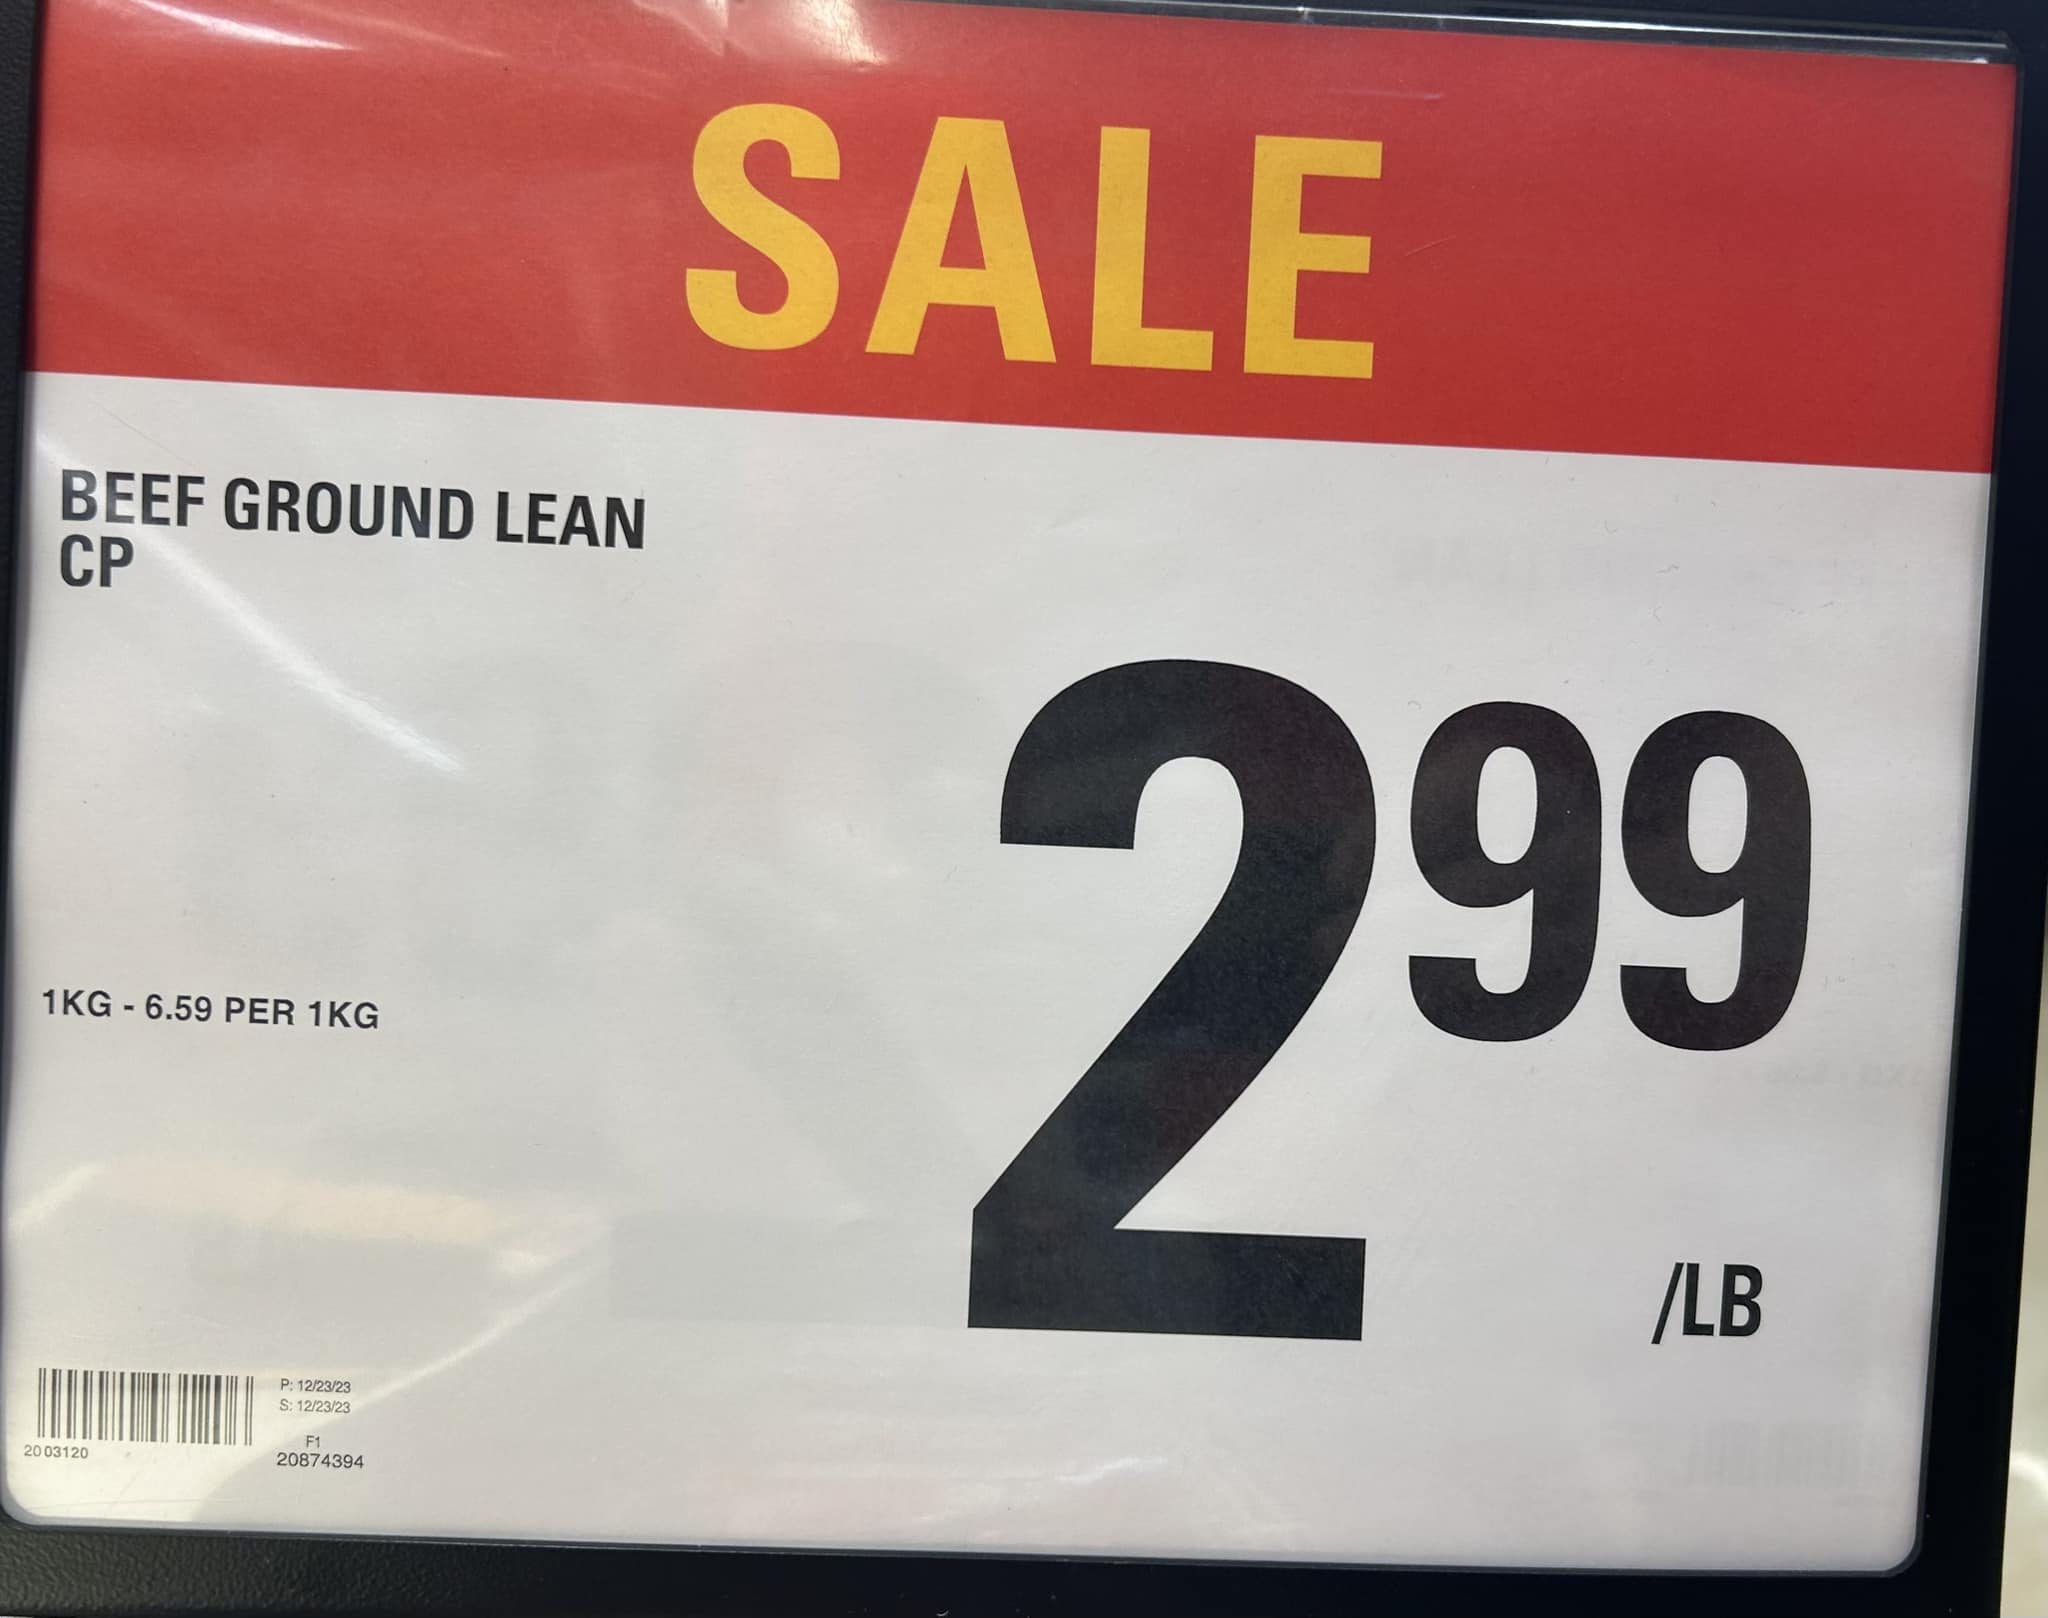 SALE
BEEF GROUND LEAN
CP
2 99
/LB
1KG - 6.59 PER 1KG
P: 12/23/23
S: 12/23/23
F1
2003120
20874394